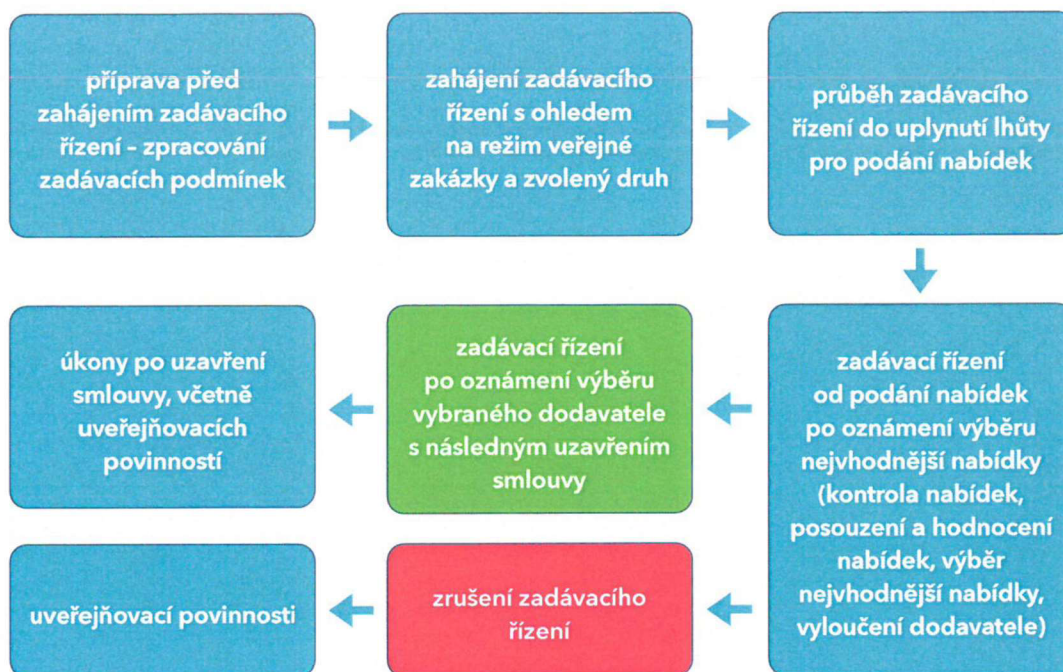 příprava před
zahájením zadávacího
řízení – zpracování
zadávacích podmínek
zahájení zadávacího
řízení s ohledem
na režim veřejné
zakázky a zvolený druh
průběh zadávacího
řízení do uplynutí lhůty
pro podání nabídek
zadávací řízení
od podání nabídek
po oznámení výběru
nejvhodnější nabídky
(kontrola nabídek,
posouzení a hodnocení
nabídek, výběr
nejvhodnější nabídky,
vyloučení dodavatele)
zadávací řízení
po oznámení výběru
vybraného dodavatele
s následným uzavřením
smlouvy
úkony po uzavření
smlouvy, včetně
uveřejňovacích
povinností
zrušení zadávacího
řízení
uveřejňovací povinnosti